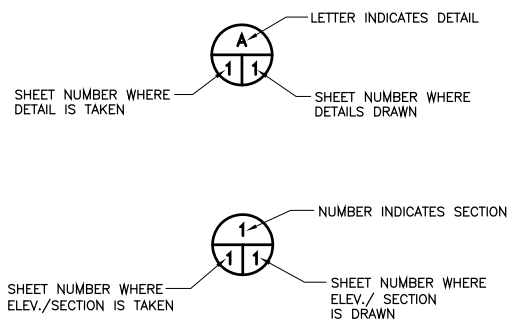 LETTER INDICATES DETAIL
A
1 1
SHEET NUMBER WHERE
DETAIL IS TAKEN
SHEET NUMBER WHERE
DETAILS DRAWN
NUMBER INDICATES SECTION
1
1 1
SHEET NUMBER WHERE
ELEV./SECTION IS TAKEN
SHEET NUMBER WHERE
ELEV./ SECTION
IS DRAWN